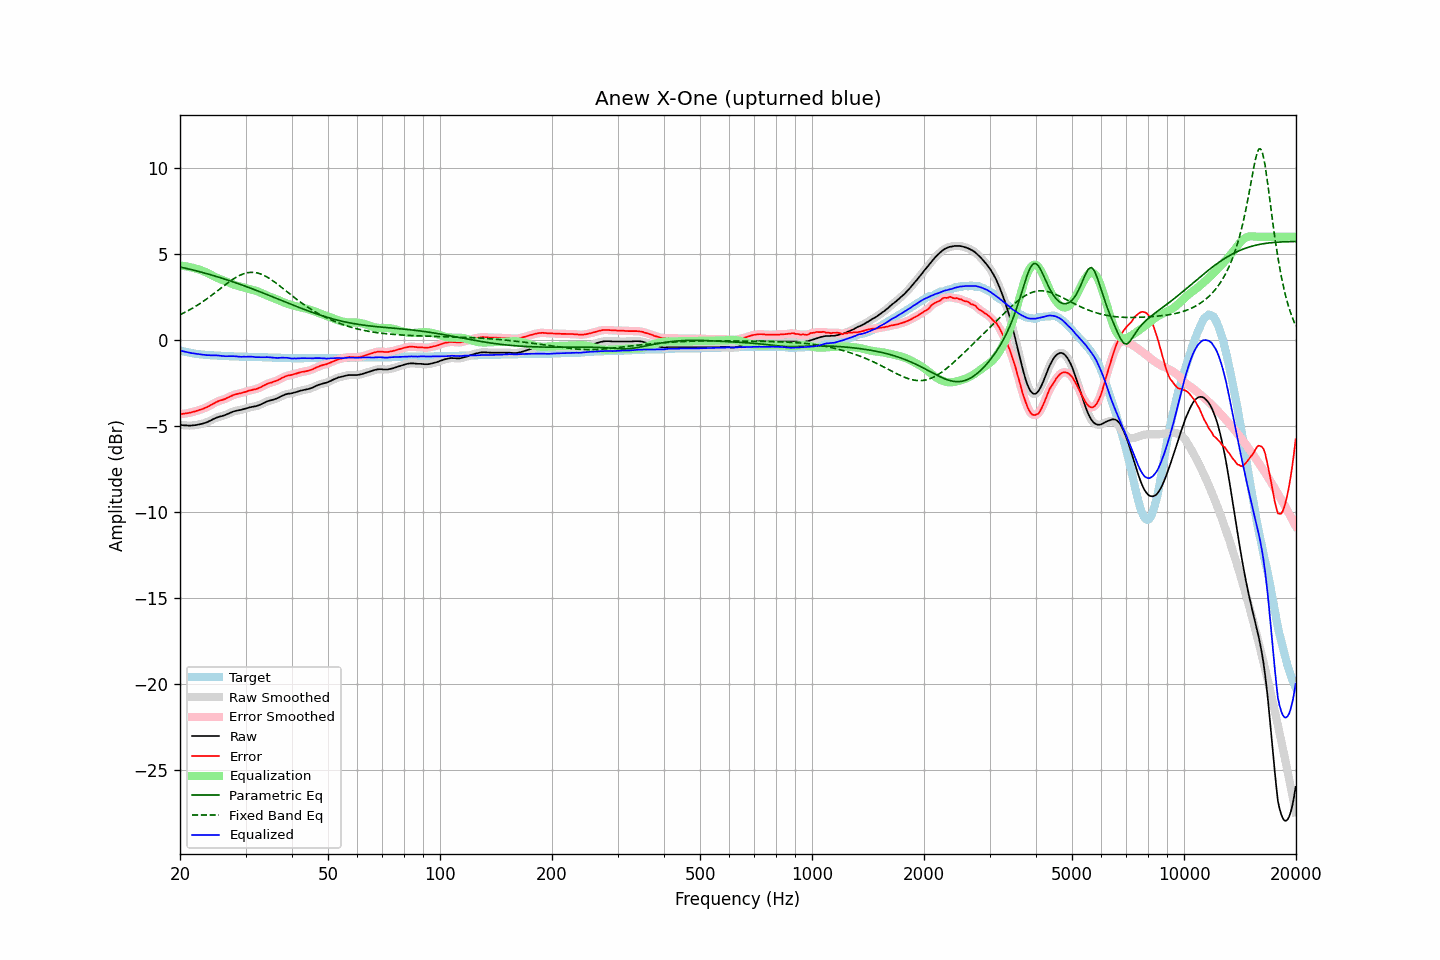 Anew X-One (upturned blue)
10
5
0
−5
−10
−15
−20
−25
Amplitude (dBr)
Target
Raw Smoothed
Error Smoothed
Raw
Error
Equalization
Parametric Eq
Fixed Band Eq
Equalized
20 50 100 200 500 1000 2000 5000 10000 20000
Frequency (Hz)